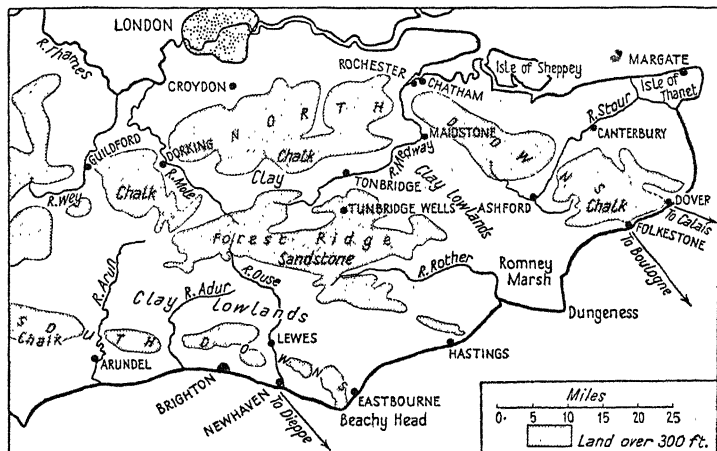 LONDON
R. Thames
CROYDON
ROCHESTER
CHATHAM
Isle of Sheppey
MARGATE
Isle of Thanet
R. Stour
CANTERBURY
NORTH DOWNS
Chalk
MAIDSTONE
R. Medway
GUILDFORD
DORKING
R. Wey
Chalk
R. Mole
Clay
TONBRIDGE
TUNBRIDGE WELLS
Clay Lowlands
ASHFORD
Chalk
DOVER
To Calais
FOLKESTONE
To Boulogne
Forest Ridge
Sandstone
R. Rother
Romney
Marsh
Dungeness
R. Arun
R. Adur
R. Ouse
Clay Lowlands
SOUTH DOWNS
Chalk
ARUNDEL
LEWES
HASTINGS
BRIGHTON
NEWHAVEN
To Dieppe
EASTBOURNE
Beachy Head
Miles
0 5 10 15 20 25
Land over 300 ft.